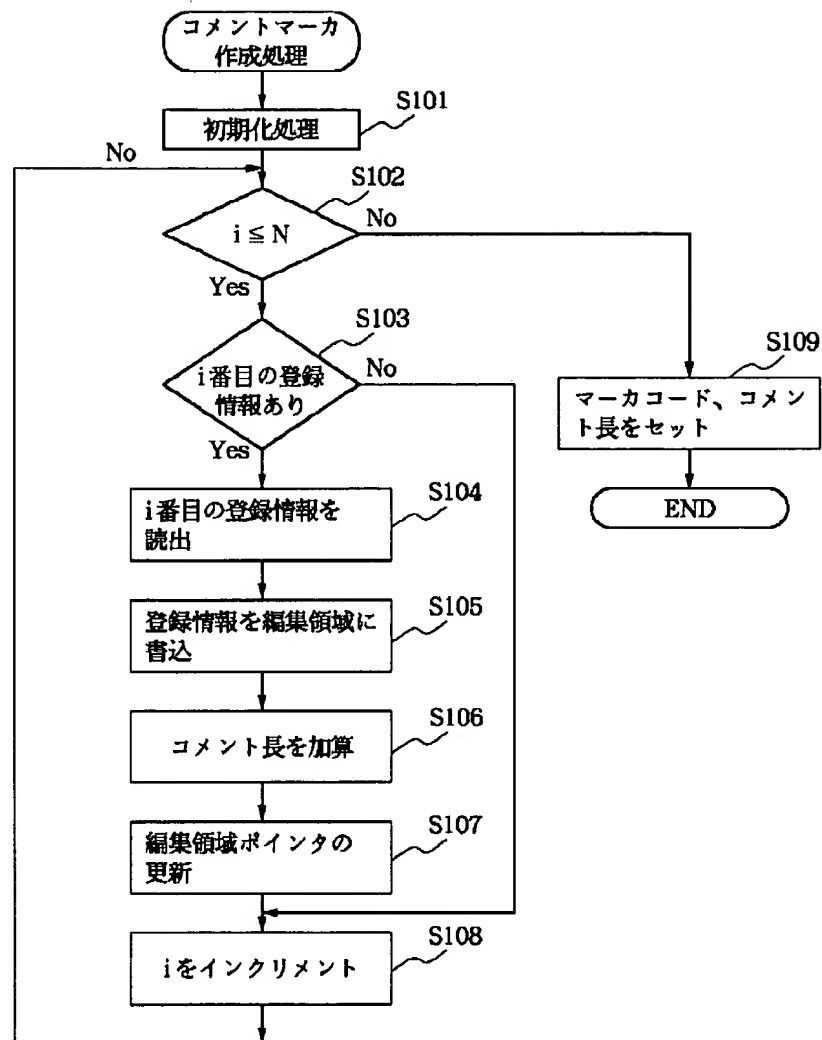 コメントマーカ
作成処理
S101
初期化処理
No
S102
i≦N
No
Yes
S103
i番目の登録
情報あり
No
Yes
S109
マーカコード、コメン
ト長をセット
END
S104
i番目の登録情報を
読出
S105
登録情報を編集領域に
書込
S106
コメント長を加算
S107
編集領域ポインタの
更新
S108
iをインクリメント